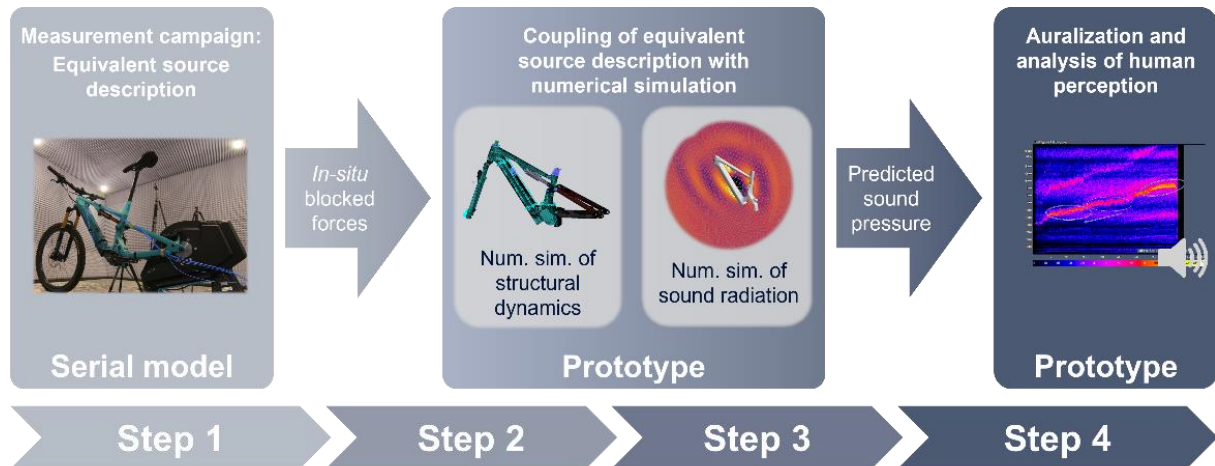 Measurement campaign:
Equivalent source
description
Serial model
In-situ
blocked
forces
Coupling of equivalent
source description with
numerical simulation
Num. sim. of
structural
dynamics
Num. sim. of
sound radiation
Prototype
Predicted
sound
pressure
Auralization and
analysis of human
perception
Prototype
Step 1
Step 2
Step 3
Step 4